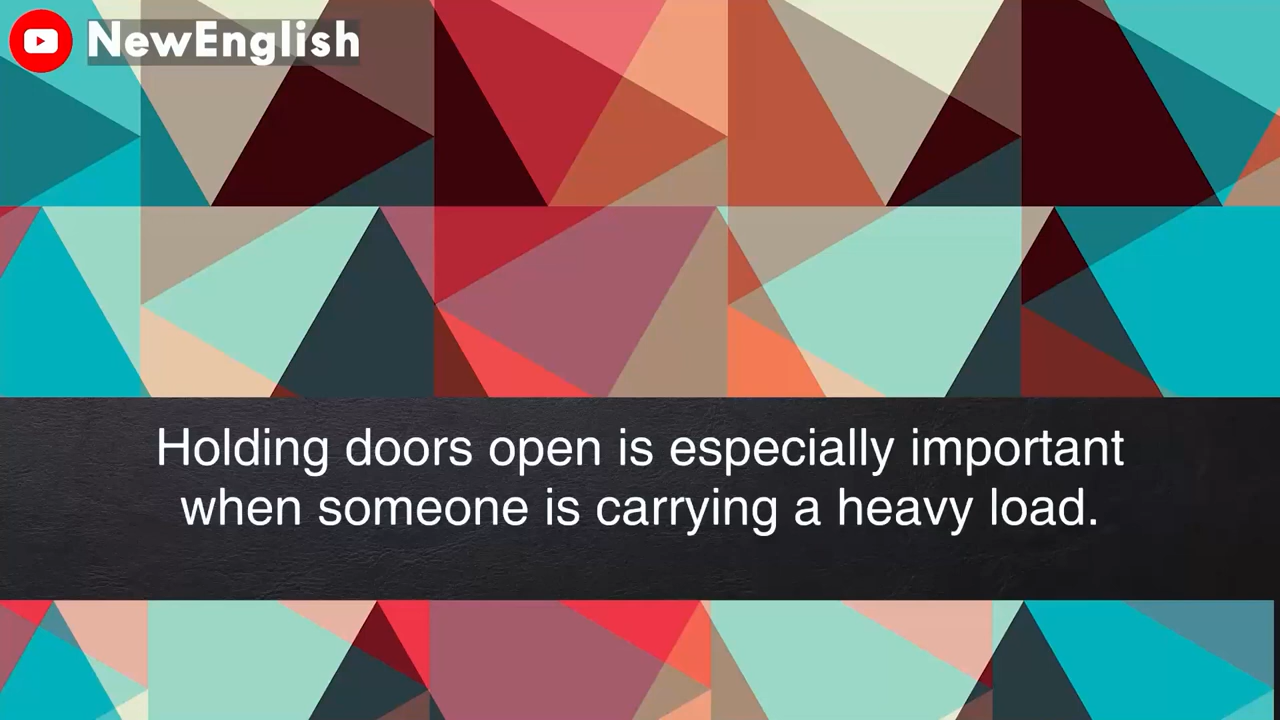 NewEnglish
Holding doors open is especially important
when someone is carrying a heavy load.